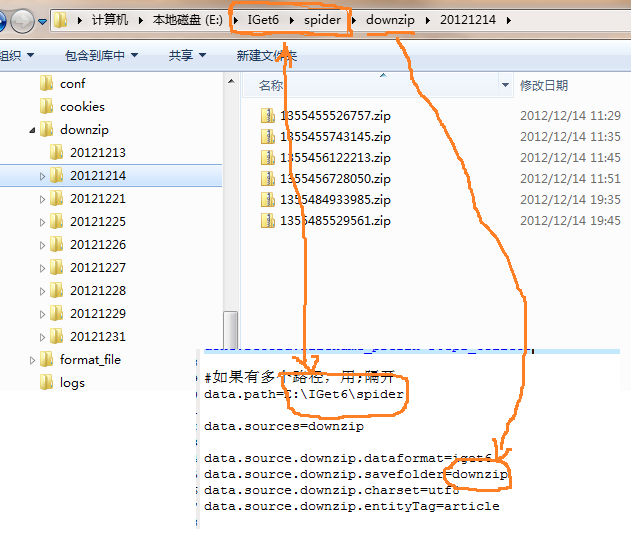 计算机 ▸ 本地磁盘 (E:) ▸ IGet6 ▸ spider ▸ downzip ▸ 20121214 ▸
组织 包含到库中 共享 新建文件夹
conf
cookies
downzip
20121213
20121214
20121221
20121225
20121226
20121227
20121228
20121229
20121231
format_file
logs
名称 修改日期
1355455526757.zip 2012/12/14 11:29
1355455743145.zip 2012/12/14 11:35
1355456122213.zip 2012/12/14 11:45
1355456728050.zip 2012/12/14 11:51
1355484933985.zip 2012/12/14 19:35
1355485529561.zip 2012/12/14 19:45
#如果有多个路径，用;隔开
data.path=E:\IGet6\spider
data.sources=downzip
data.source.downzip.dataformat=iget6
data.source.downzip.savefolder=downzip
data.source.downzip.charset=utf8
data.source.downzip.entityTag=article